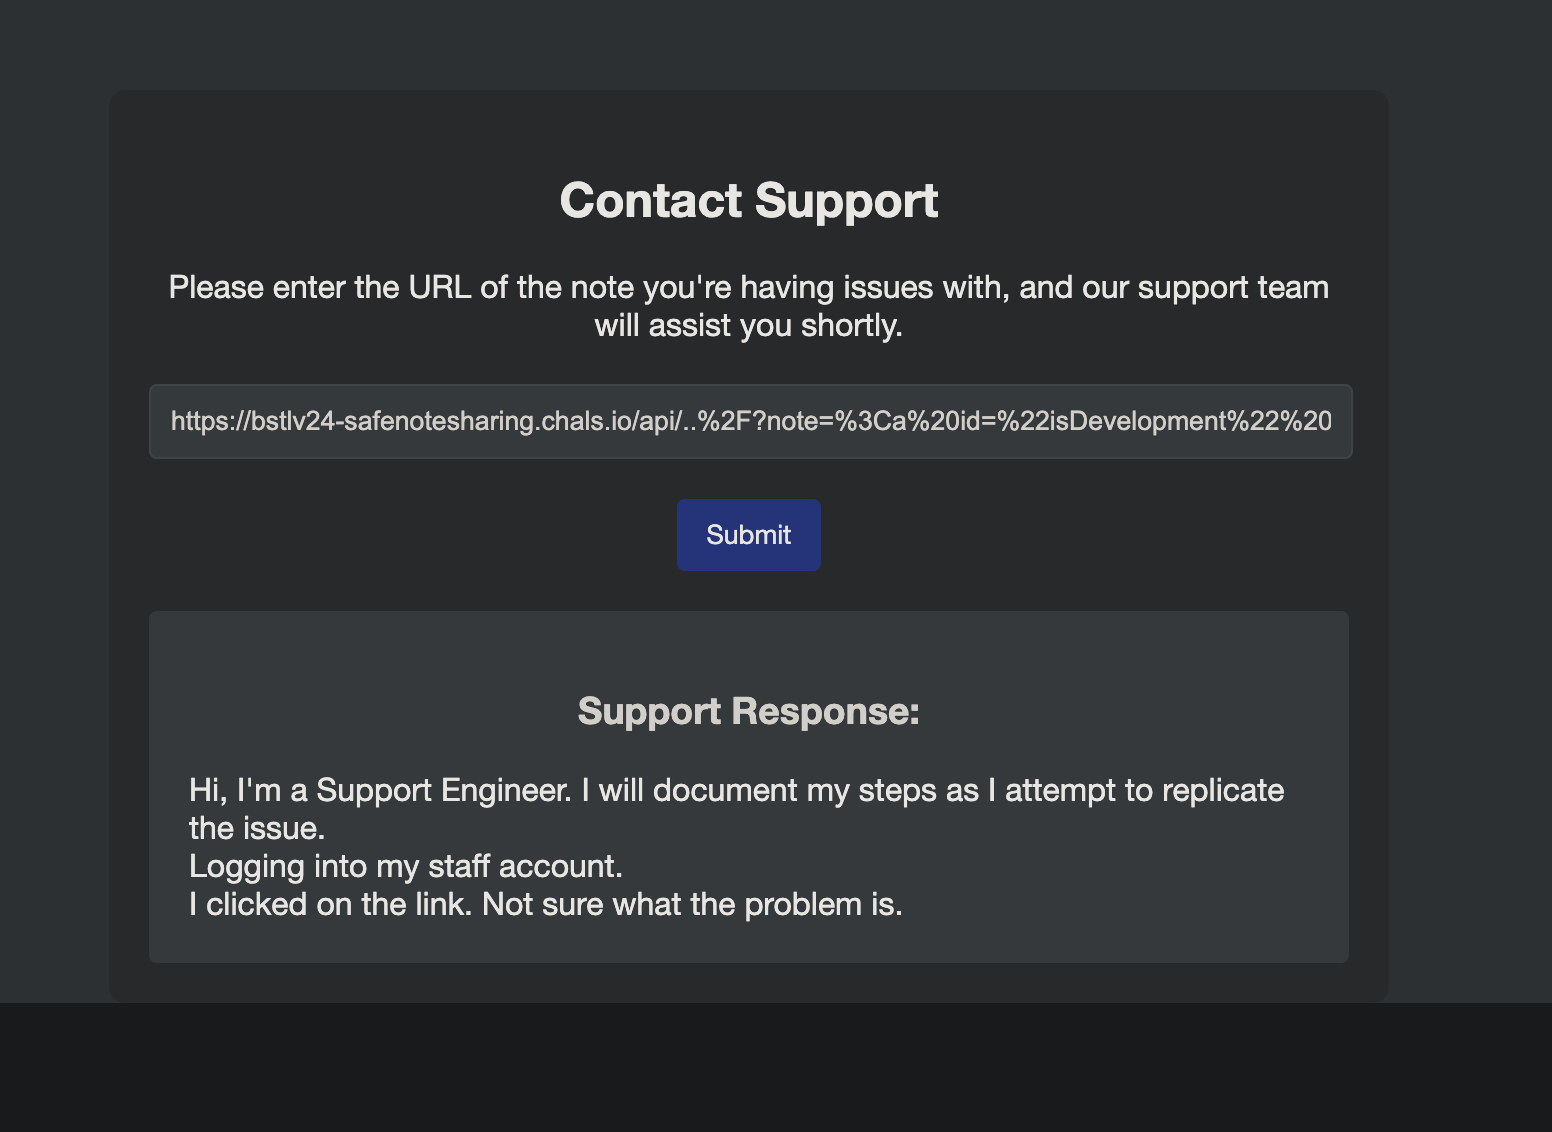 Contact Support
Please enter the URL of the note you're having issues with, and our support team
will assist you shortly.
https://bstlv24-safenotesharing.chals.io/api/..%2F?note=%3Ca%20id=%22isDevelopment%22%20
Submit
Support Response:
Hi, I'm a Support Engineer. I will document my steps as I attempt to replicate
the issue.
Logging into my staff account.
I clicked on the link. Not sure what the problem is.